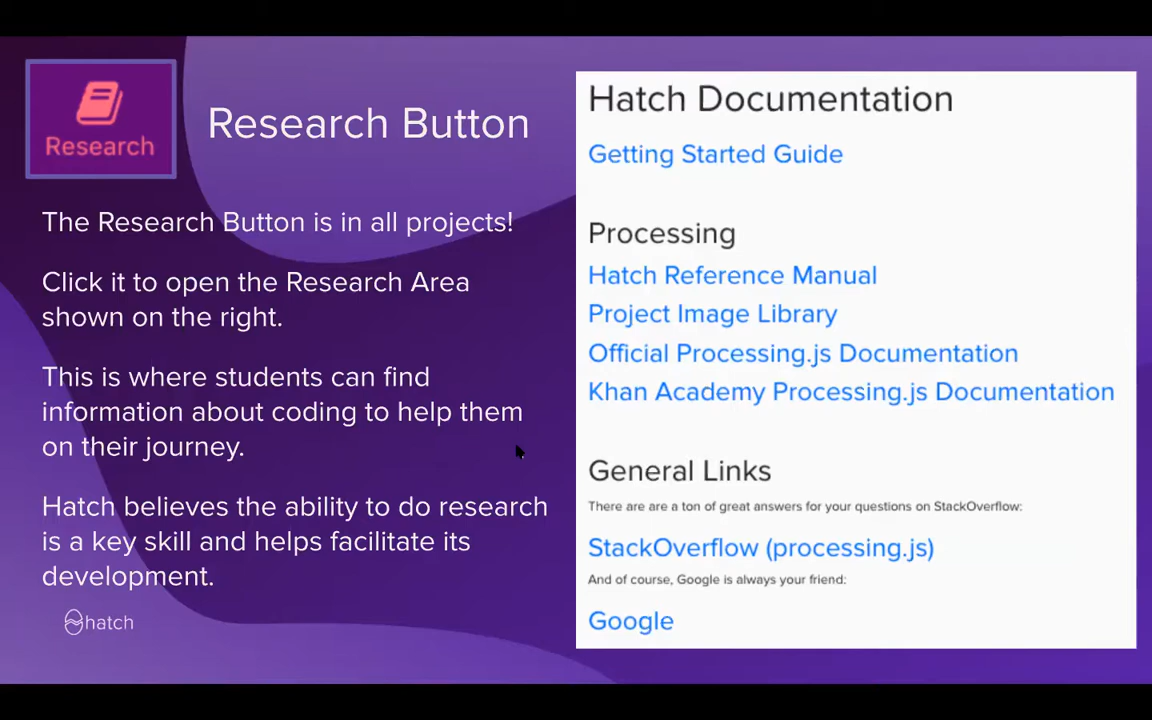 Research
Research Button
The Research Button is in all projects!
Click it to open the Research Area
shown on the right.
This is where students can find
information about coding to help them
on their journey.
Hatch believes the ability to do research
is a key skill and helps facilitate its
development.
hatch
Hatch Documentation
Getting Started Guide
Processing
Hatch Reference Manual
Project Image Library
Official Processing.js Documentation
Khan Academy Processing.js Documentation
General Links
There are are a ton of great answers for your questions on StackOverflow:
StackOverflow (processing.js)
And of course, Google is always your friend:
Google